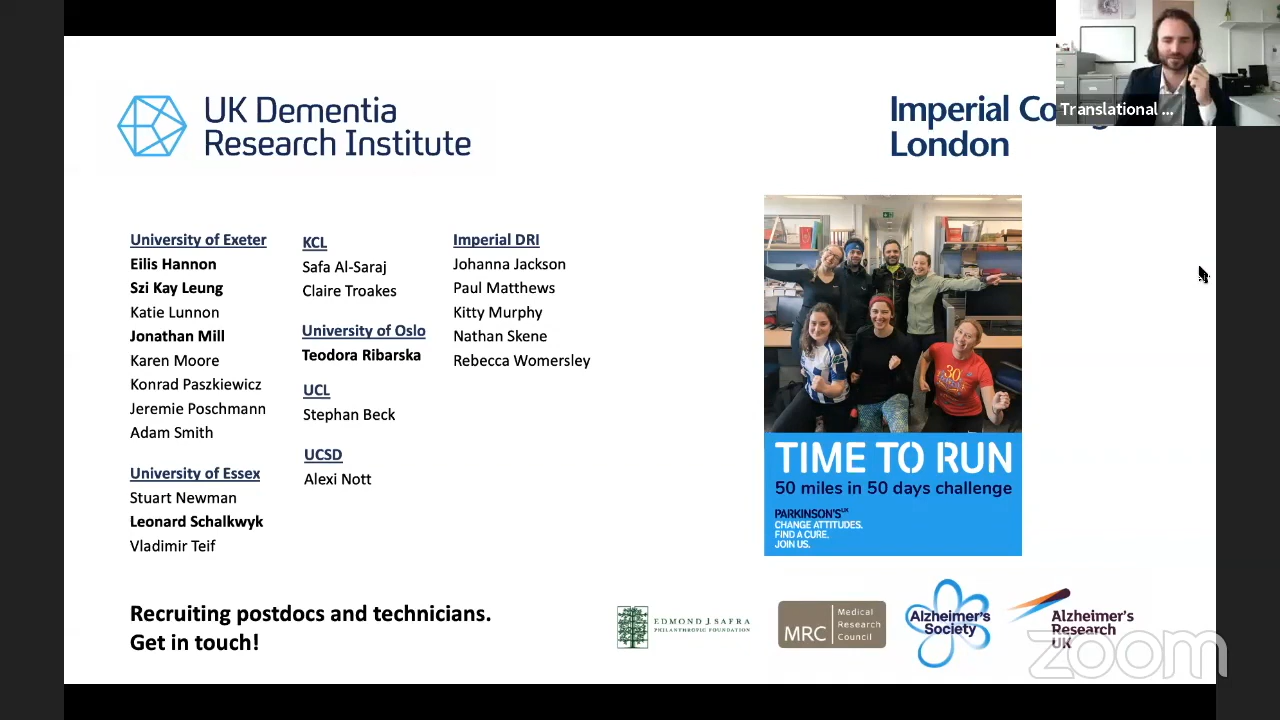 UK Dementia
Research Institute
Imperial Co
London
Translational ...
University of Exeter
Eilis Hannon
Szi Kay Leung
Katie Lunnon
Jonathan Mill
Karen Moore
Konrad Paszkiewicz
Jeremie Poschmann
Adam Smith
University of Essex
Stuart Newman
Leonard Schalkwyk
Vladimir Teif
KCL
Safa Al-Saraj
Claire Troakes
University of Oslo
Teodora Ribarska
UCL
Stephan Beck
UCSD
Alexi Nott
Imperial DRI
Johanna Jackson
Paul Matthews
Kitty Murphy
Nathan Skene
Rebecca Womersley
TIME TO RUN
50 miles in 50 days challenge
PARKINSON'S UK
CHANGE ATTITUDES.
FIND A CURE.
JOIN US.
Recruiting postdocs and technicians.
Get in touch!
EDMOND J. SAFRA
PHILANTHROPIC FOUNDATION
MRC
Medical
Research
Council
Alzheimer's
Society
Alzheimer's
Research
UK
zoom